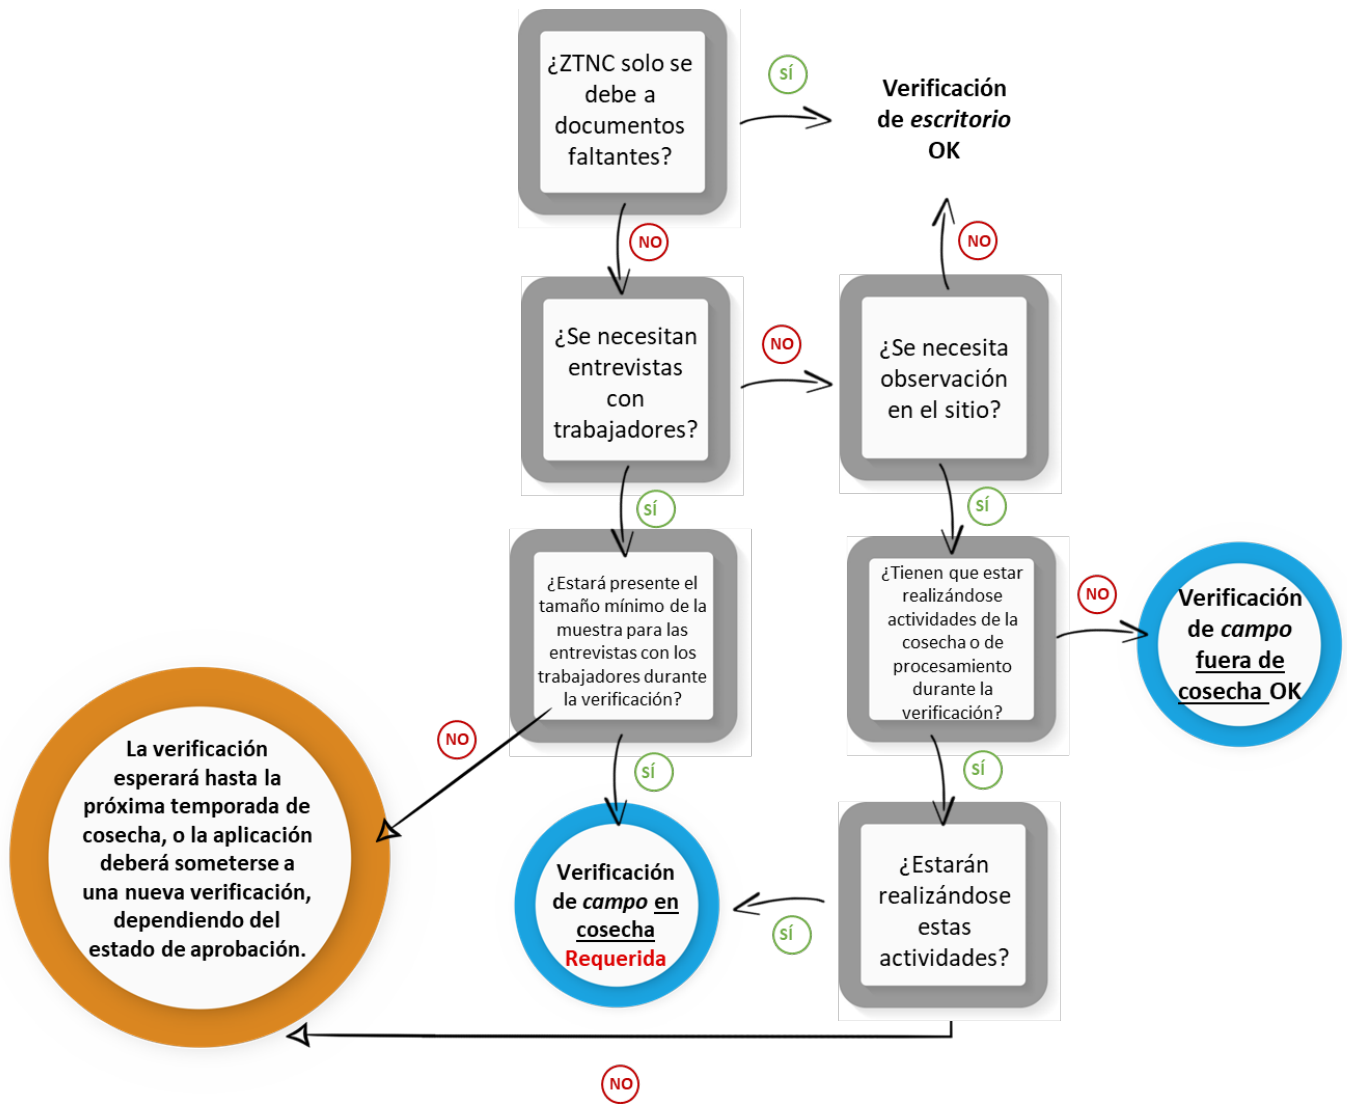 ¿ZTNC solo se
debe a
documentos
faltantes?
SÍ
Verificación
de escritorio
OK
NO
NO
¿Se necesitan
entrevistas
con
trabajadores?
NO
¿Se necesita
observación
en el sitio?
SÍ
SÍ
¿Estará presente el
tamaño mínimo de la
muestra para las
entrevistas con los
trabajadores durante
la verificación?
¿Tienen que estar
realizándose
actividades de la
cosecha o de
procesamiento
durante la
verificación?
NO
Verificación
de campo
fuera de
cosecha OK
NO
SÍ
SÍ
La verificación
esperará hasta la
próxima temporada de
cosecha, o la aplicación
deberá someterse a
una nueva verificación,
dependiendo del
estado de aprobación.
Verificación
de campo en
cosecha
Requerida
SÍ
¿Estarán
realizándose
estas
actividades?
NO